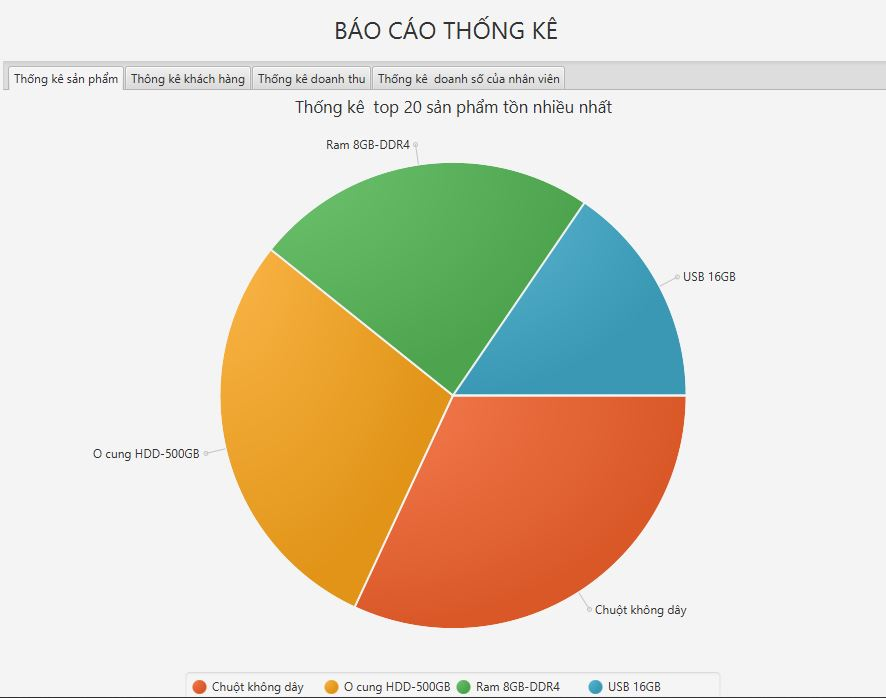 BÁO CÁO THỐNG KÊ
Thống kê sản phẩm Thông kê khách hàng Thống kê doanh thu Thống kê doanh số của nhân viên
Thống kê top 20 sản phẩm tồn nhiều nhất
Ram 8GB-DDR4
USB 16GB
O cung HDD-500GB
Chuột không dây
Chuột không dây O cung HDD-500GB Ram 8GB-DDR4 USB 16GB